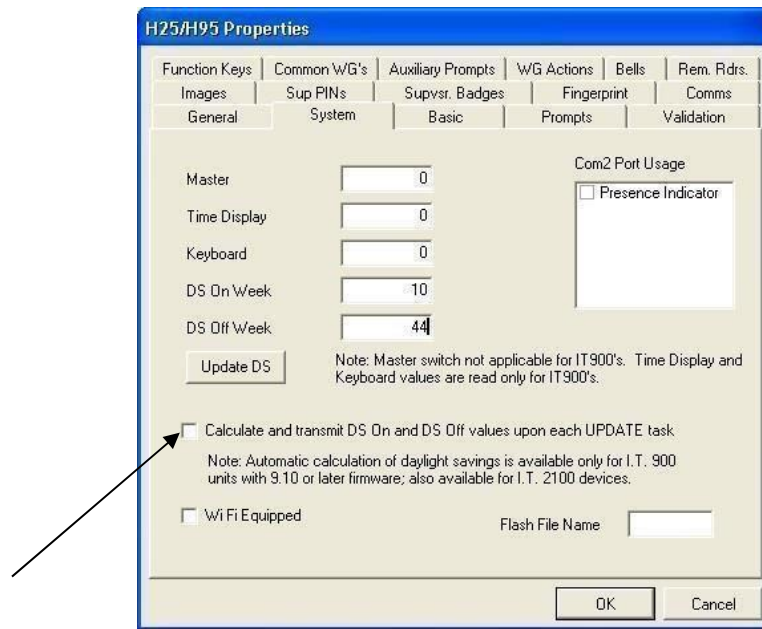 H25/H95 Properties
Function Keys Common WG's Auxiliary Prompts WG Actions Bells Rem. Rdrs.
Images Sup PINs Supvsr. Badges Fingerprint Comms
General System Basic Prompts Validation
Com2 Port Usage
Master 0
Presence Indicator
Time Display 0
Keyboard 0
DS On Week 10
DS Off Week 44
Update DS
Note: Master switch not applicable for IT900's. Time Display and
Keyboard values are read only for IT900's.
Calculate and transmit DS On and DS Off values upon each UPDATE task
Note: Automatic calculation of daylight savings is available only for I.T. 900
units with 9.10 or later firmware; also available for I.T. 2100 devices.
Wi Fi Equipped
Flash File Name
OK Cancel